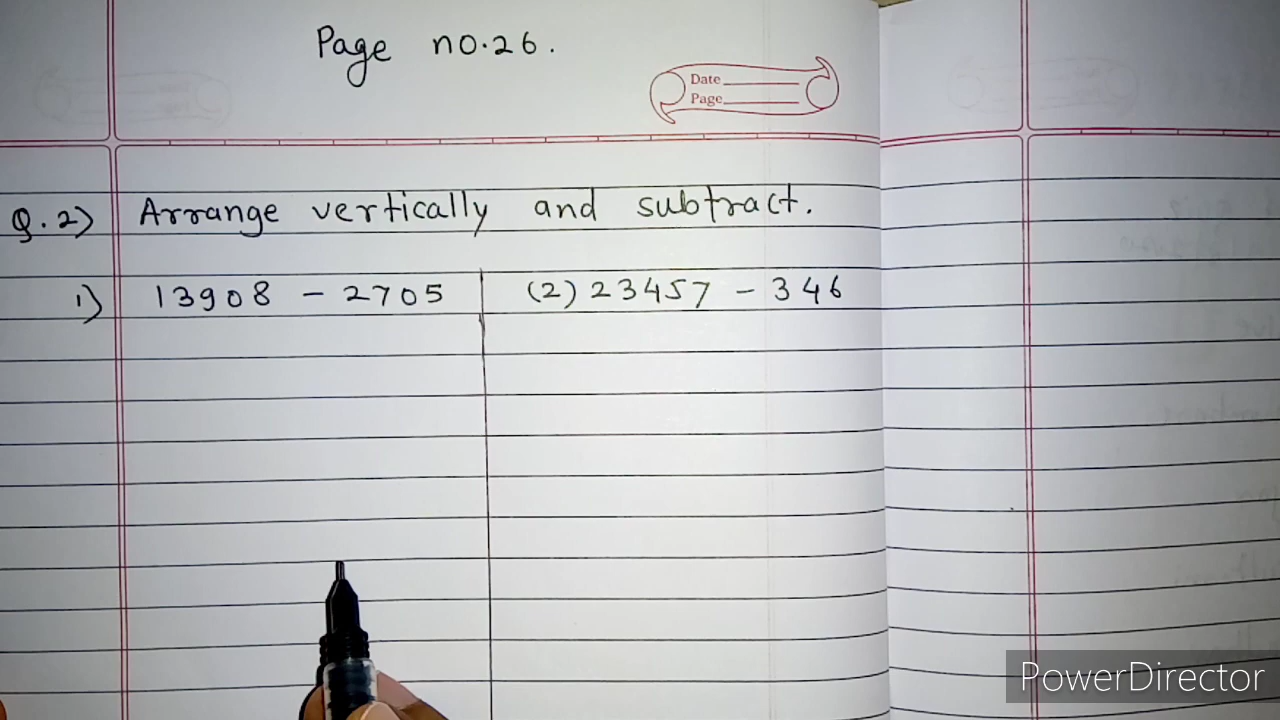 Page no.26.
Date
Page
Q.2) Arrange vertically and subtract.
1) 13908 - 2705
(2) 23457 - 346
PowerDirector